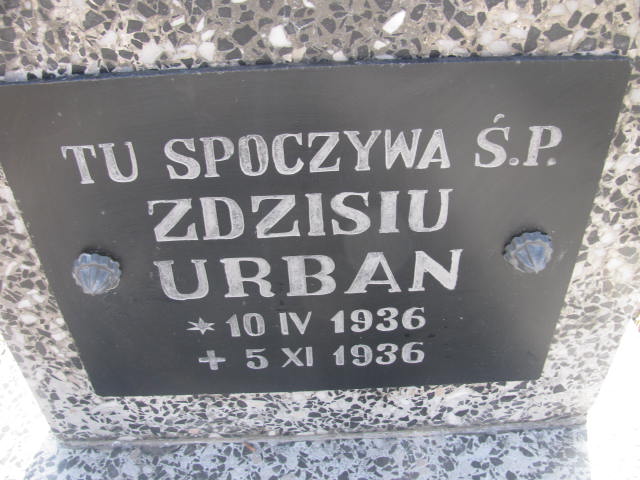 TU SPOCZYWA Ś.P.
ZDZISIU
URBAN
* 10 IV 1936
+ 5 XI 1936